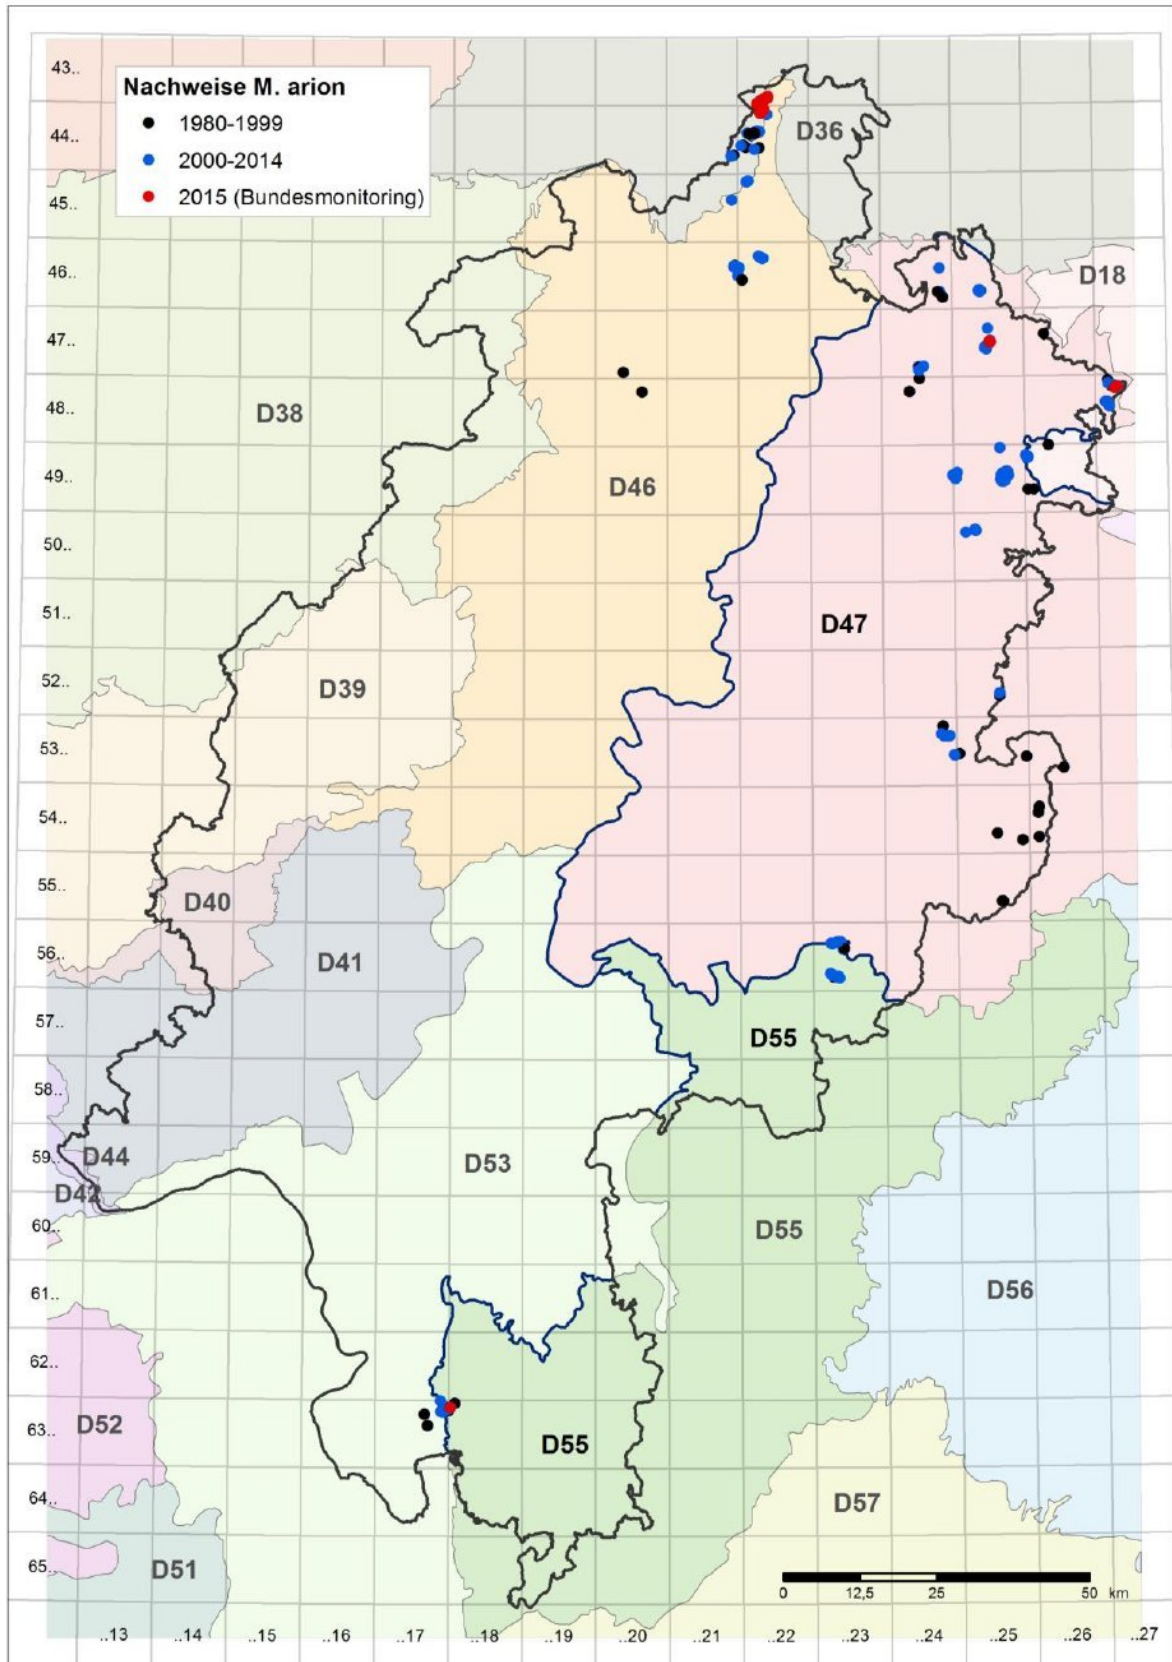 Nachweise M. arion
1980-1999
2000-2014
2015 (Bundesmonitoring)
43..
44..
D36
45..
46..
D18
47..
D38
48..
D46
49..
50..
51..
D47
D39
52..
53..
54..
55..
D40
56..
D41
57..
D55
58..
D44
59..
D53
D42
60..
D55
61..
D56
62..
D52
63..
D55
64..
D57
65..
D51
0 12,5 25 50 km
..13 ..14 ..15 ..16 ..17 ..18 ..19 ..20 ..21 ..22 ..23 ..24 ..25 ..26 ..27